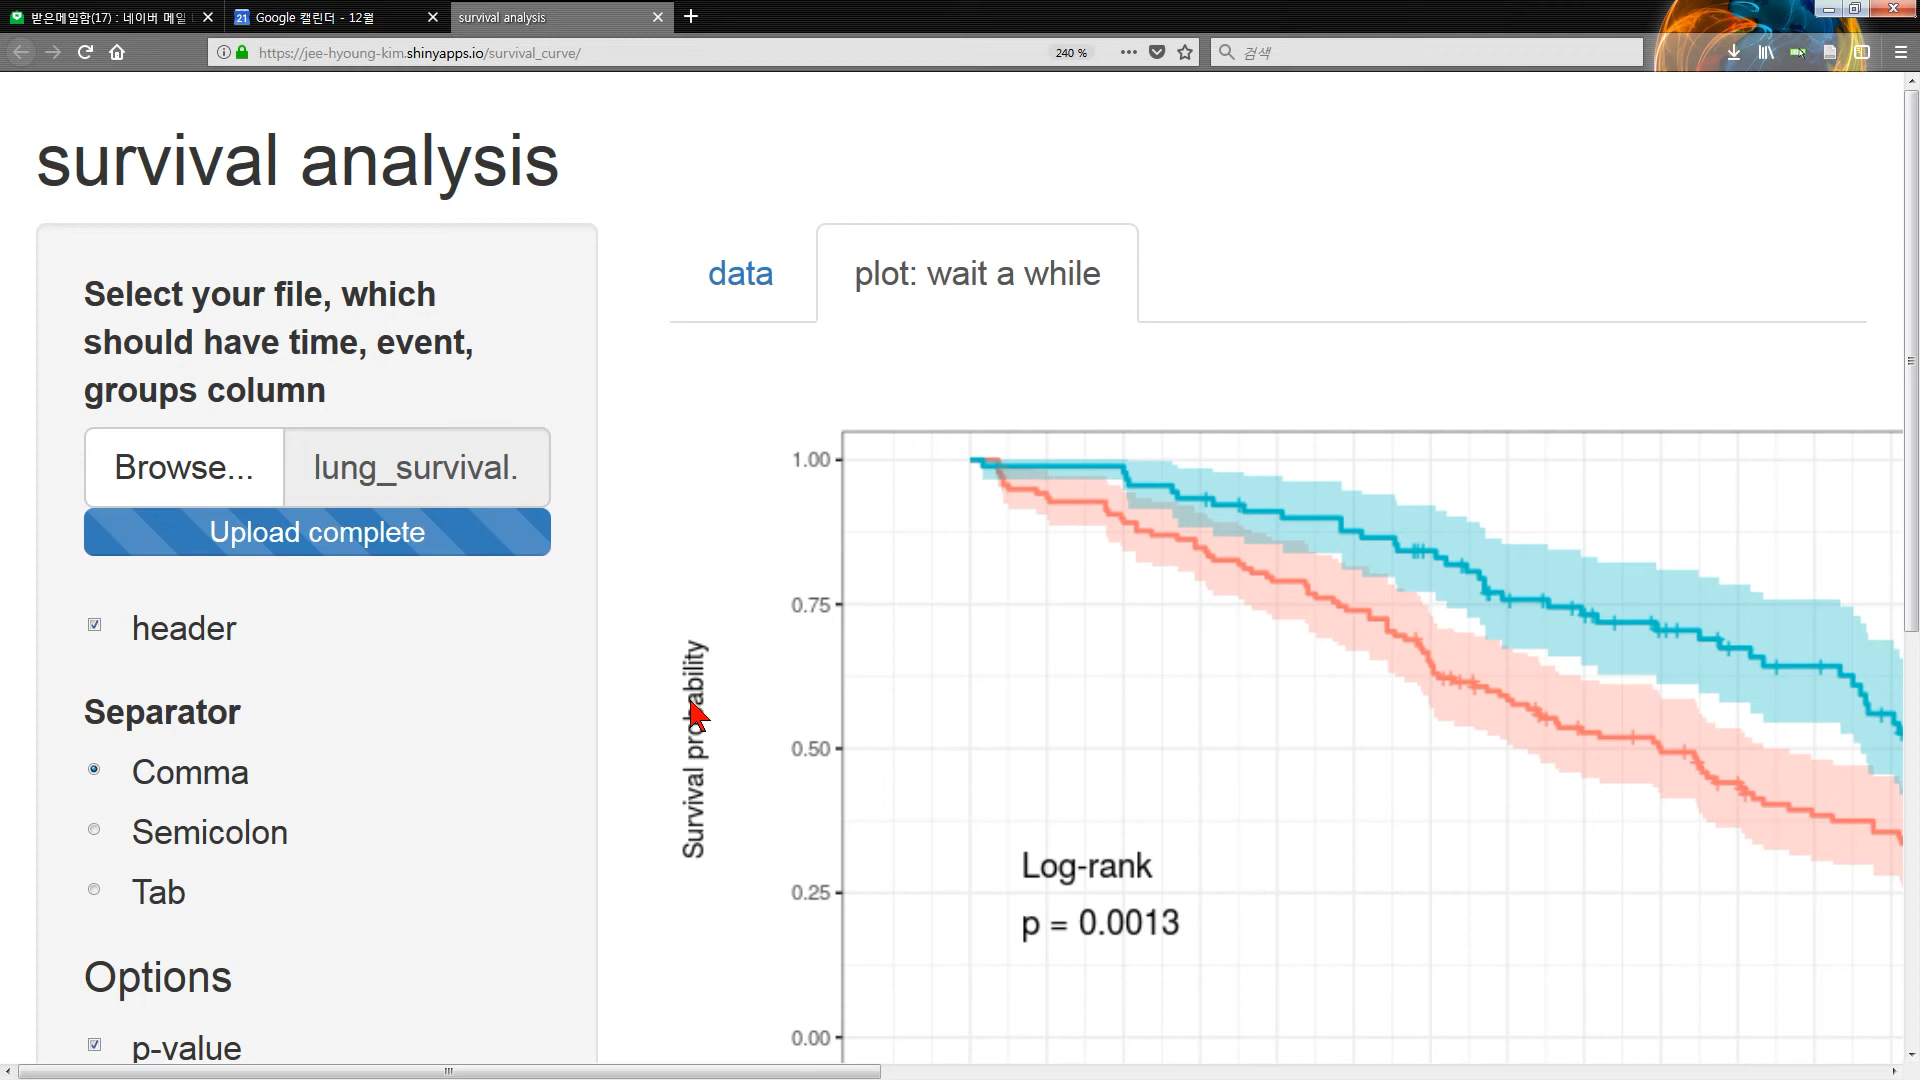 받은메일함(17) : 네이버 메일
Google 캘린더 - 12월
survival analysis
https://jee-hyoung-kim.shinyapps.io/survival_curve/
240 %
검색
survival analysis
Select your file, which
should have time, event,
groups column
Browse...
lung_survival.
Upload complete
header
Separator
Comma
Semicolon
Tab
Options
p-value
data
plot: wait a while
Survival probability
1.00
0.75
0.50
0.25
0.00
Log-rank
p = 0.0013